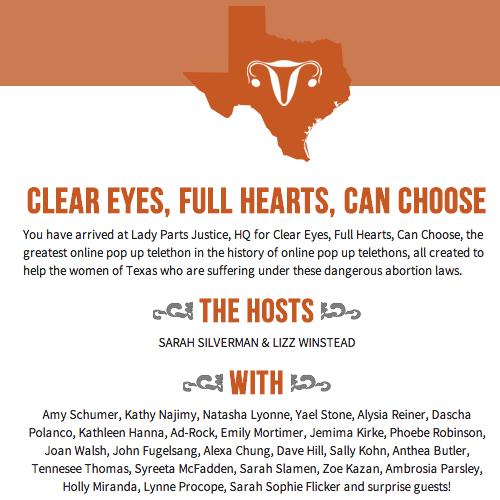 CLEAR EYES, FULL HEARTS, CAN CHOOSE
You have arrived at Lady Parts Justice, HQ for Clear Eyes, Full Hearts, Can Choose, the
greatest online pop up telethon in the history of online pop up telethons, all created to
help the women of Texas who are suffering under these dangerous abortion laws.
THE HOSTS
SARAH SILVERMAN & LIZZ WINSTEAD
WITH
Amy Schumer, Kathy Najimy, Natasha Lyonne, Yael Stone, Alysia Reiner, Dascha
Polanco, Kathleen Hanna, Ad-Rock, Emily Mortimer, Jemima Kirke, Phoebe Robinson,
Joan Walsh, John Fugelsang, Alexa Chung, Dave Hill, Sally Kohn, Anthea Butler,
Tennesee Thomas, Syreeta McFadden, Sarah Slamen, Zoe Kazan, Ambrosia Parsley,
Holly Miranda, Lynne Procope, Sarah Sophie Flicker and surprise guests!